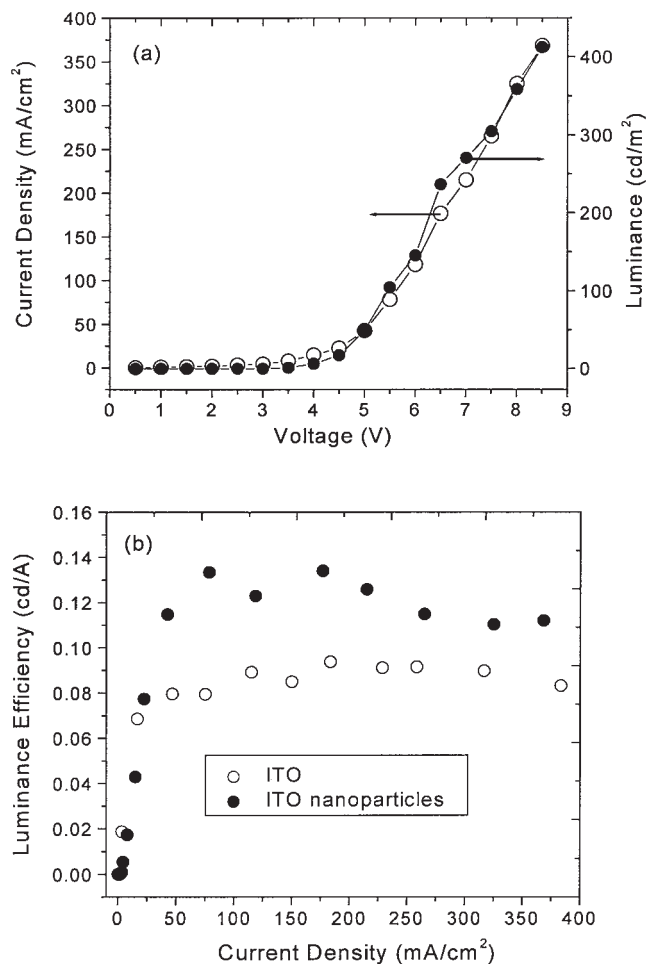 (a)
Current Density (mA/cm²)
400
350
300
250
200
150
100
50
0
Luminance (cd/m²)
400
300
200
100
0
0 1 2 3 4 5 6 7 8 9
Voltage (V)
(b)
Luminance Efficiency (cd/A)
0.16
0.14
0.12
0.10
0.08
0.06
0.04
0.02
0.00
ITO
ITO nanoparticles
0 50 100 150 200 250 300 350 400
Current Density (mA/cm²)